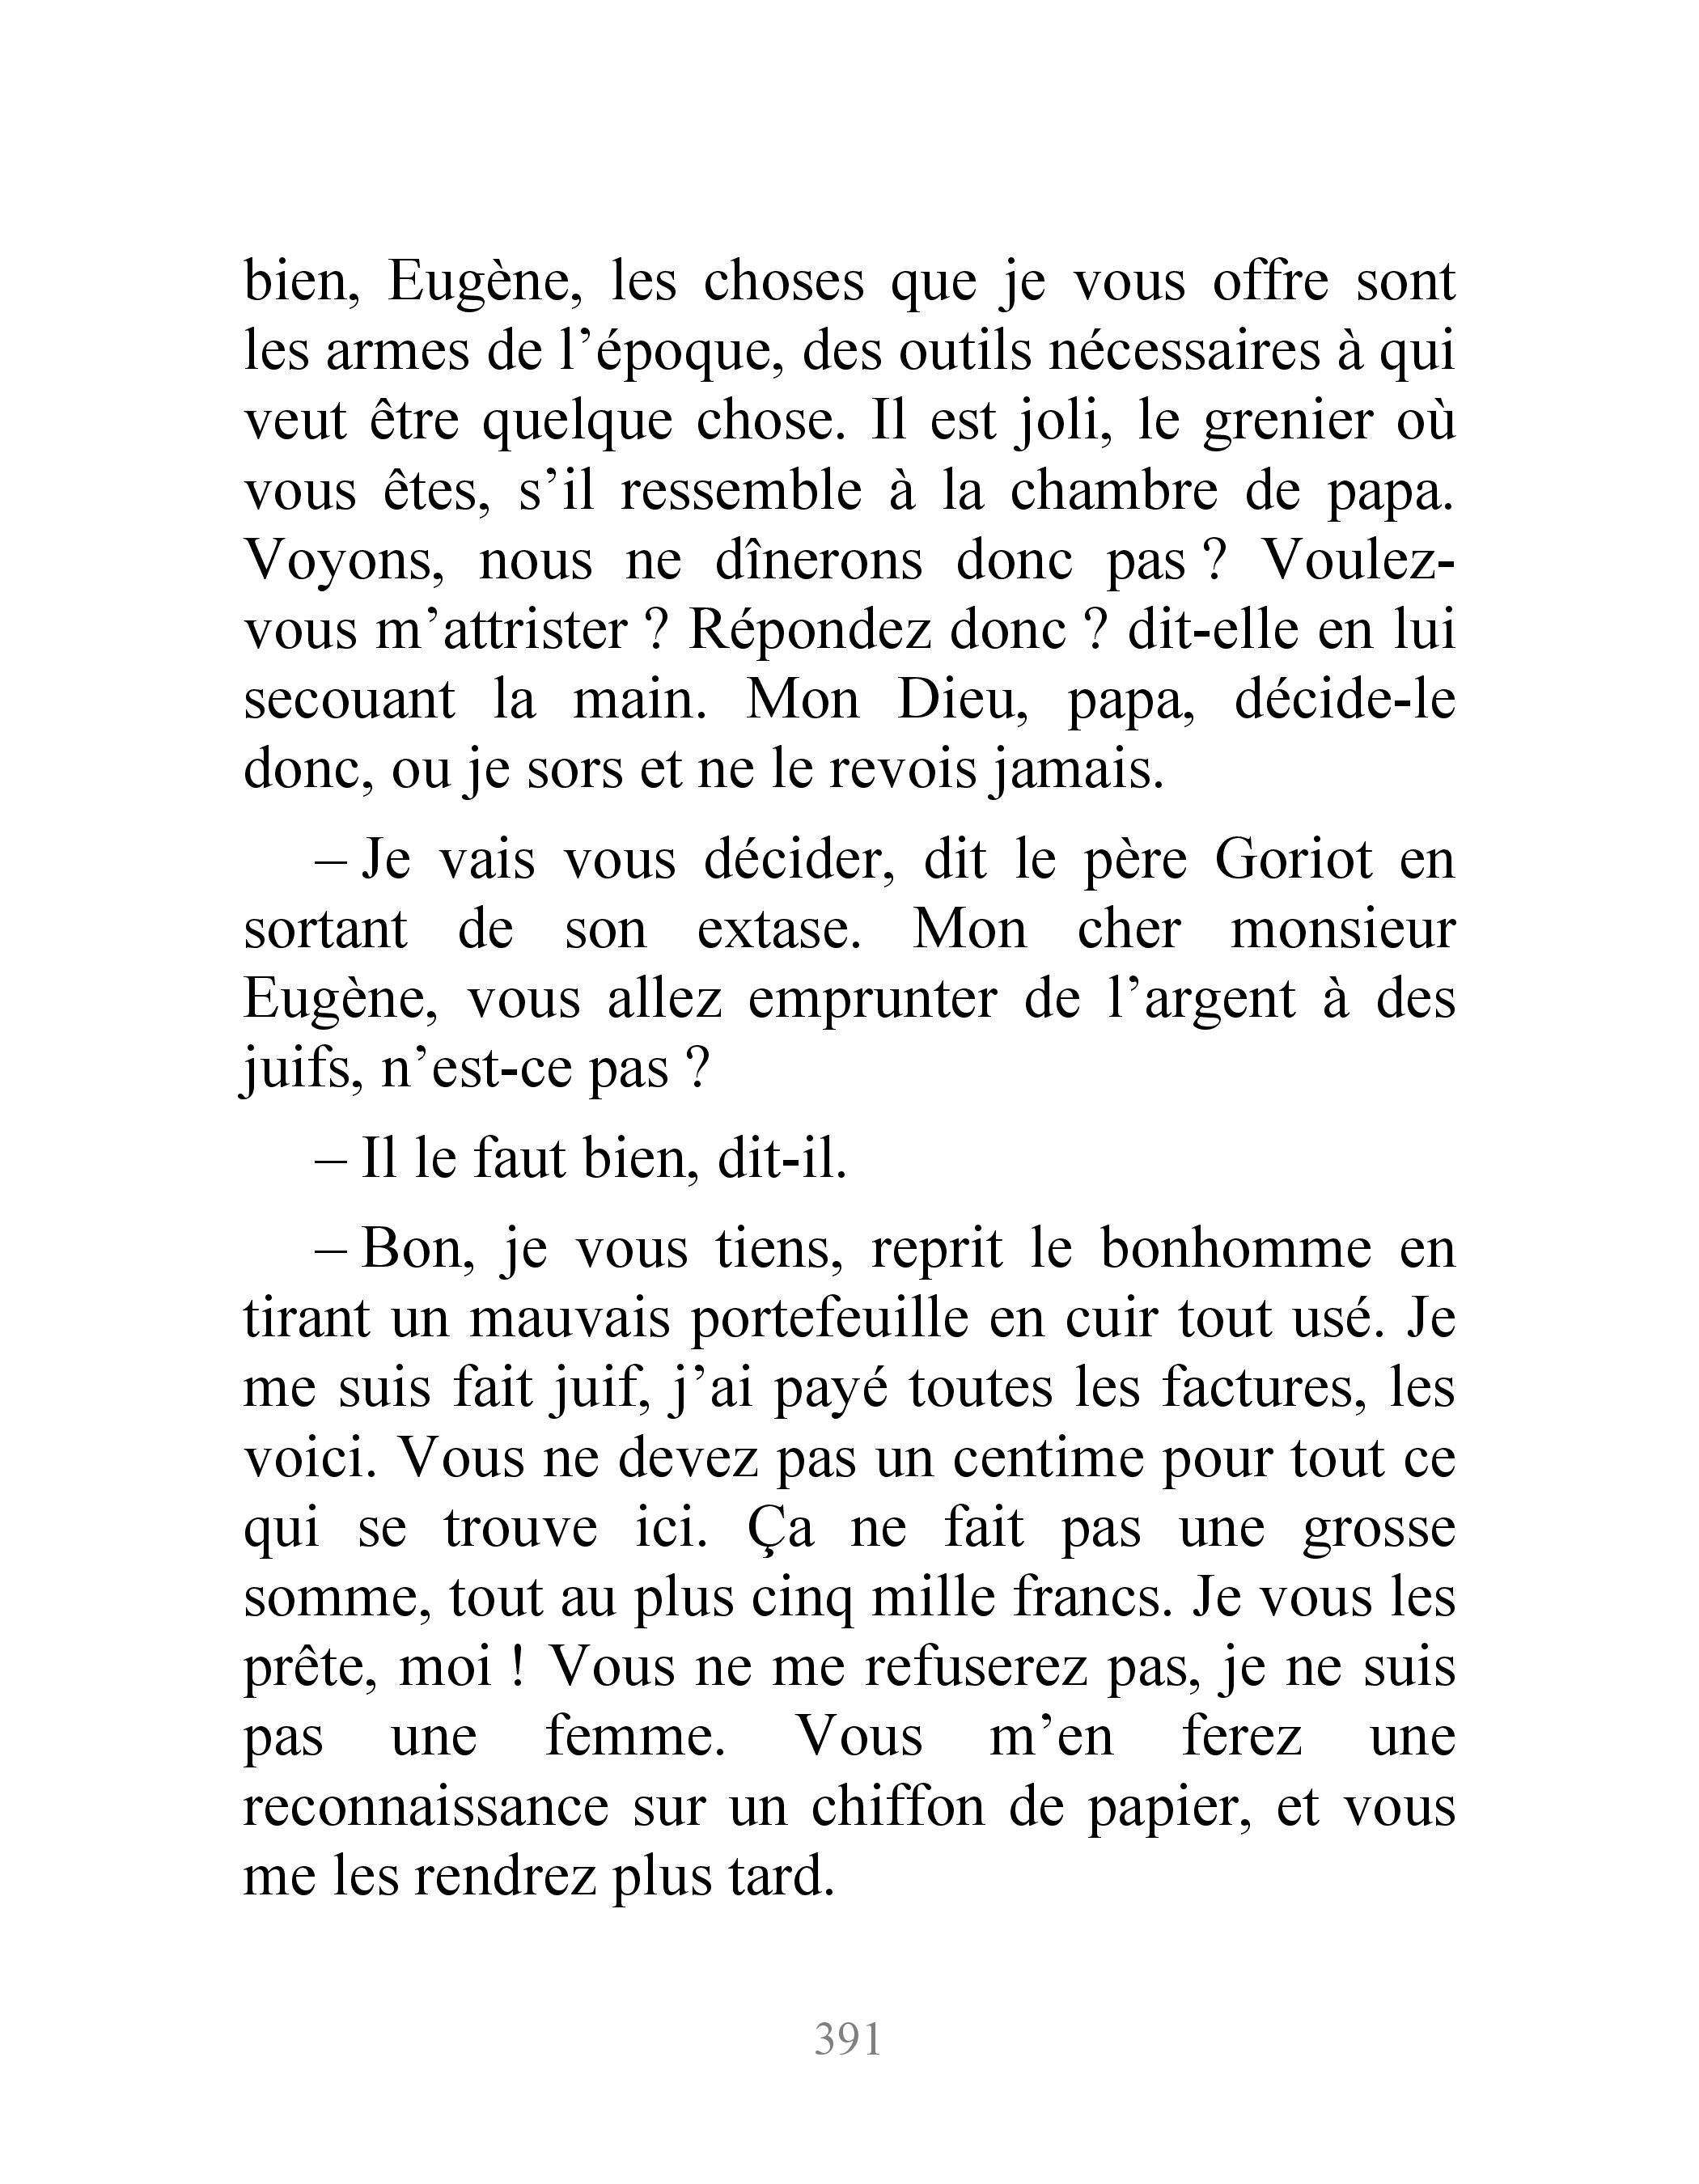 bien, Eugène, les choses que je vous offre sont
les armes de l’époque, des outils nécessaires à qui
veut être quelque chose. Il est joli, le grenier où
vous êtes, s’il ressemble à la chambre de papa.
Voyons, nous ne dînerons donc pas ? Voulez-
vous m’attrister ? Répondez donc ? dit-elle en lui
secouant la main. Mon Dieu, papa, décide-le
donc, ou je sors et ne le revois jamais.
– Je vais vous décider, dit le père Goriot en
sortant de son extase. Mon cher monsieur
Eugène, vous allez emprunter de l’argent à des
juifs, n’est-ce pas ?
– Il le faut bien, dit-il.
– Bon, je vous tiens, reprit le bonhomme en
tirant un mauvais portefeuille en cuir tout usé. Je
me suis fait juif, j’ai payé toutes les factures, les
voici. Vous ne devez pas un centime pour tout ce
qui se trouve ici. Ça ne fait pas une grosse
somme, tout au plus cinq mille francs. Je vous les
prête, moi ! Vous ne me refuserez pas, je ne suis
pas une femme. Vous m’en ferez une
reconnaissance sur un chiffon de papier, et vous
me les rendrez plus tard.
391